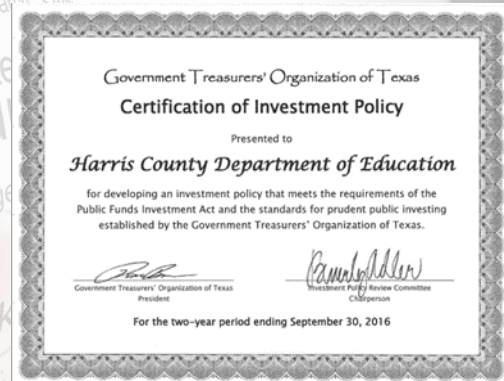 Government Treasurers' Organization of Texas
Certification of Investment Policy
Presented to
Harris County Department of Education
for developing an investment policy that meets the requirements of the
Public Funds Investment Act and the standards for prudent public investing
established by the Government Treasurers' Organization of Texas.
Government Treasurers' Organization of Texas
President
Investment Policy Review Committee
Chairperson
For the two-year period ending September 30, 2016